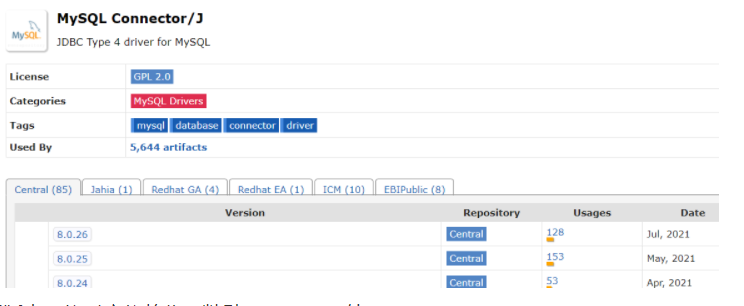 MySQL Connector/J
MySQL
JDBC Type 4 driver for MySQL
License GPL 2.0
Categories MySQL Drivers
Tags mysql database connector driver
Used By 5,644 artifacts
Central (85) Jahia (1) Redhat GA (4) Redhat EA (1) ICM (10) EBIPublic (8)
Version Repository Usages Date
8.0.26 Central 128 Jul, 2021
8.0.25 Central 153 May, 2021
8.0.24 Central 53 Apr, 2021